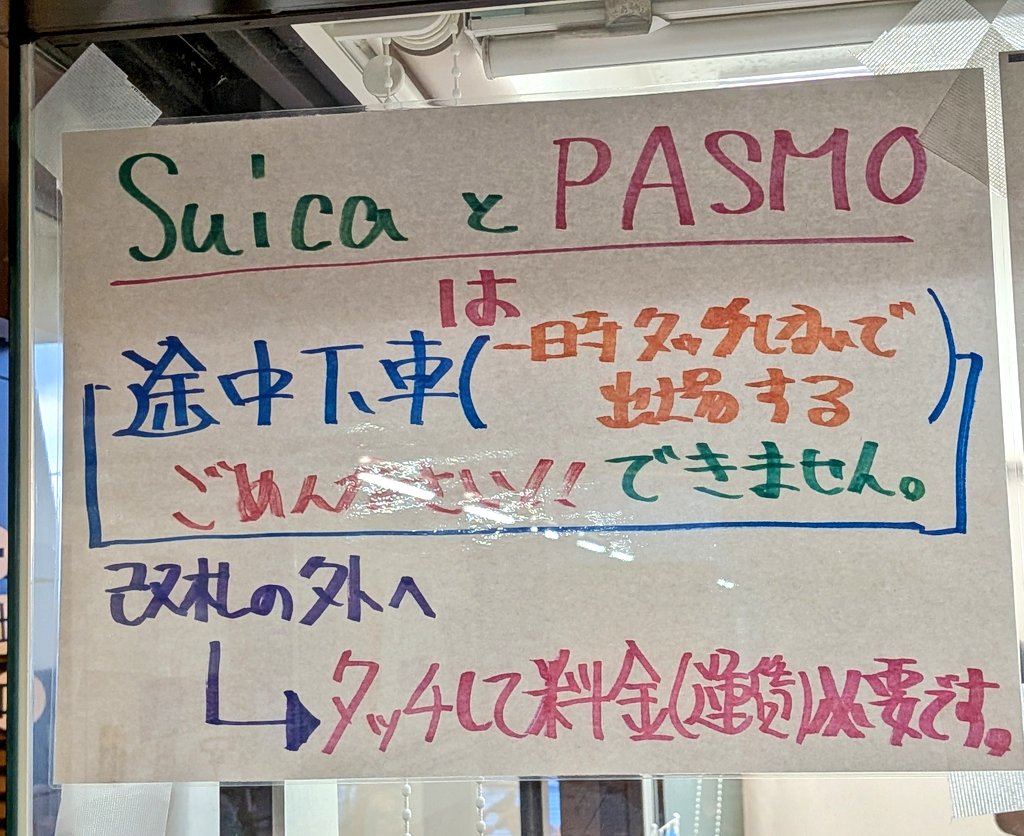 Suica と PASMO
は
途中下車(一時タッチしないで
出場する)
ごめんなさい!! できません。
改札の外へ
タッチして料金(運賃)必要です。